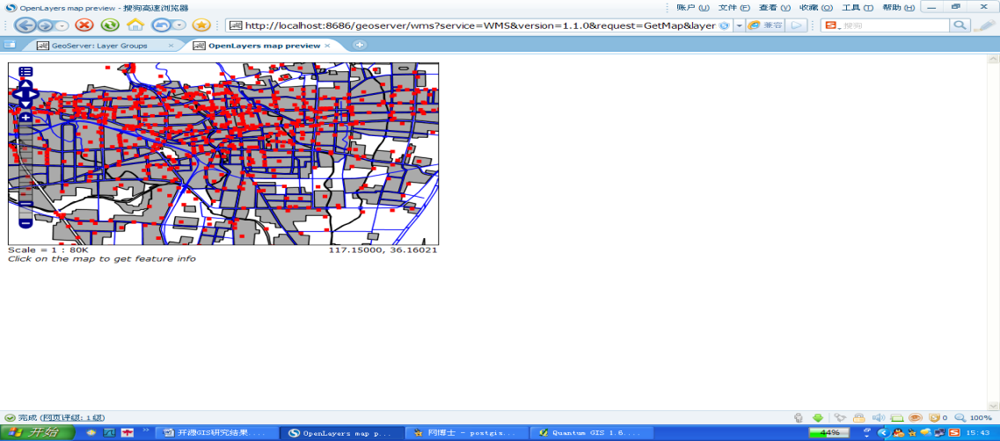 OpenLayers map preview - 搜狗高速浏览器
账户(U) 文件(F) 查看(V) 收藏(O) 工具(T) 帮助(H)
http://localhost:8686/geoserver/wms?service=WMS&version=1.1.0&request=GetMap&layer
兼容
搜狗
GeoServer: Layer Groups
OpenLayers map preview
Scale = 1 : 80K
117.15000, 36.16021
Click on the map to get feature info
完成 (网页评级: 1级)
0
100%
开始
开源GIS研究结果....
OpenLayers map p...
网博士 - postgis...
Quantum GIS 1.6....
44%
15:43